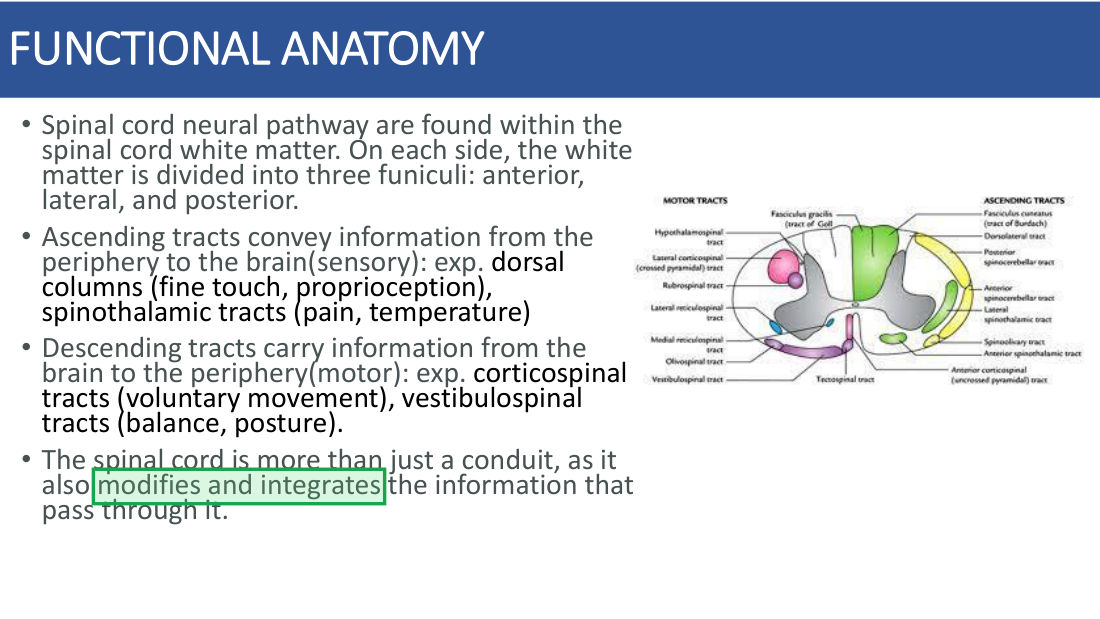 FUNCTIONAL ANATOMY
• Spinal cord neural pathway are found within the
spinal cord white matter. On each side, the white
matter is divided into three funiculi: anterior,
lateral, and posterior.
• Ascending tracts convey information from the
periphery to the brain(sensory): exp. dorsal
columns (fine touch, proprioception),
spinothalamic tracts (pain, temperature)
• Descending tracts carry information from the
brain to the periphery(motor): exp. corticospinal
tracts (voluntary movement), vestibulospinal
tracts (balance, posture).
• The spinal cord is more than just a conduit, as it
also modifies and integrates the information that
pass through it.
MOTOR TRACTS
Fasciculus gracilis
(tract of Goll
Hypothalamospinal
tract
Lateral corticospinal
(crossed pyramidal) tract
Rubrospinal tract
Lateral reticulospinal
tract
Medial reticulospinal
tract
Olivospinal tract
Vestibulospinal tract
Tectospinal tract
ASCENDING TRACTS
Fasciculus cuneatus
(tract of Burdach)
Dorsolateral tract
Posterior
spinocerebellar tract
Anterior
spinocerebellar tract
Lateral
spinothalamic tract
Spinoolivary tract
Anterior spinothalamic tract
Anterior corticospinal
(uncrossed pyramidal) tract